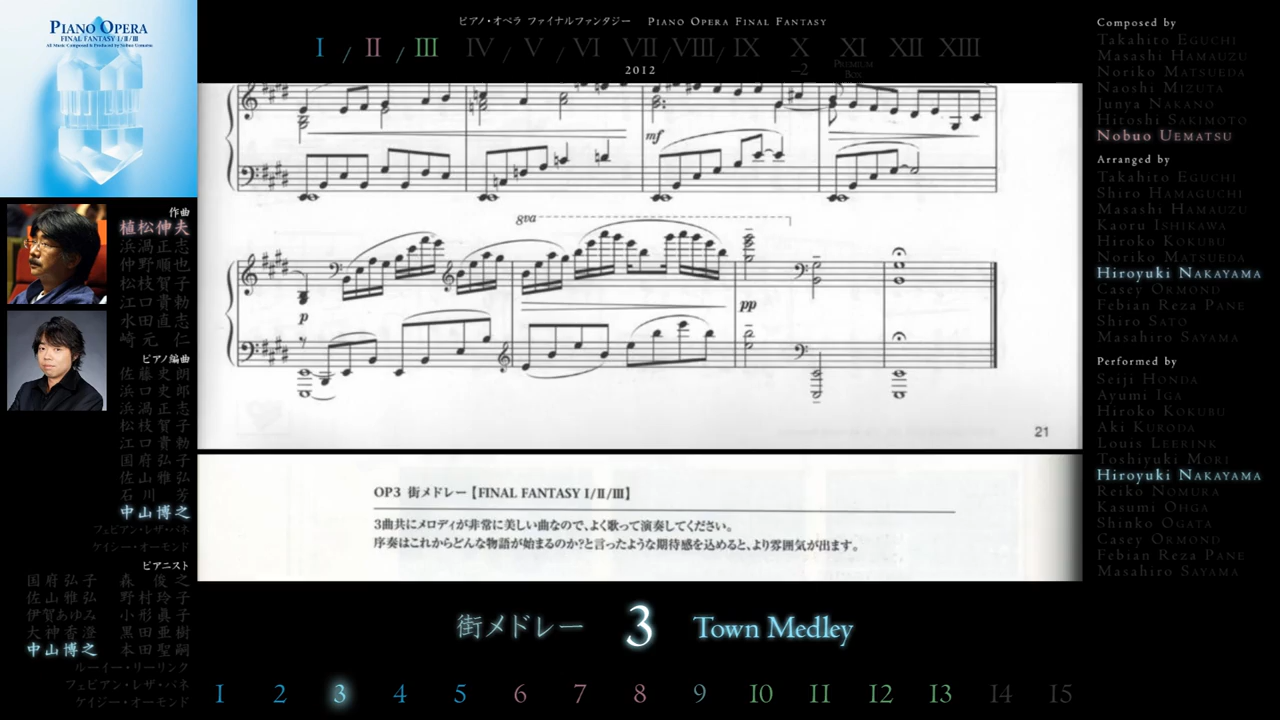 PIANO OPERA
FINAL FANTASY I/II/III
All Music Composed & Produced by Nobuo Uematsu
ピアノ・オペラ ファイナルファンタジー PIANO OPERA FINAL FANTASY
I / II / III IV / V / VI VII / VIII / IX X XI XII XIII
2012
–2
PREMIUM
BOX
mf
8va
p
pp
21
OP3 街メドレー【FINAL FANTASY I/II/III】
3曲共にメロディが非常に美しい曲なので、よく歌って演奏してください。
序奏はこれからどんな物語が始まるのか?と言ったような期待感を込めると、より雰囲気が出ます。
街メドレー 3 Town Medley
1 2 3 4 5 6 7 8 9 10 11 12 13 14 15
作曲
植松伸夫
浜渦正志
仲野順也
松枝賀子
江口貴勅
水田直志
崎元 仁
ピアノ編曲
佐藤史朗
浜口史郎
浜渦正志
松枝賀子
江口貴勅
国府弘子
佐山雅弘
石川 芳
中山博之
フェビアン・レザ・パネ
ケイシー・オーモンド
ピアニスト
国府弘子 森 俊之
佐山雅弘 野村玲子
伊賀あゆみ 小形眞子
大神香澄 黒田亜樹
中山博之 本田聖嗣
ルーイー・リーリンク
フェビアン・レザ・パネ
ケイジー・オーモンド
Composed by
Takahito EGUCHI
Masashi HAMAUZU
Noriko MATSUEDA
Naoshi MIZUTA
Junya NAKANO
Hitoshi SAKIMOTO
Nobuo UEMATSU
Arranged by
Takahito EGUCHI
Shiro HAMAGUCHI
Masashi HAMAUZU
Kaoru ISHIKAWA
Hiroko KOKUBU
Noriko MATSUEDA
Hiroyuki NAKAYAMA
Casey ORMOND
Febian Reza PANE
Shiro SATO
Masahiro SAYAMA
Performed by
Seiji HONDA
Ayumi IGA
Hiroko KOKUBU
Aki KURODA
Louis LEERINK
Toshiyuki MORI
Hiroyuki NAKAYAMA
Reiko NOMURA
Kasumi OHGA
Shinko OGATA
Casey ORMOND
Febian Reza PANE
Masahiro SAYAMA